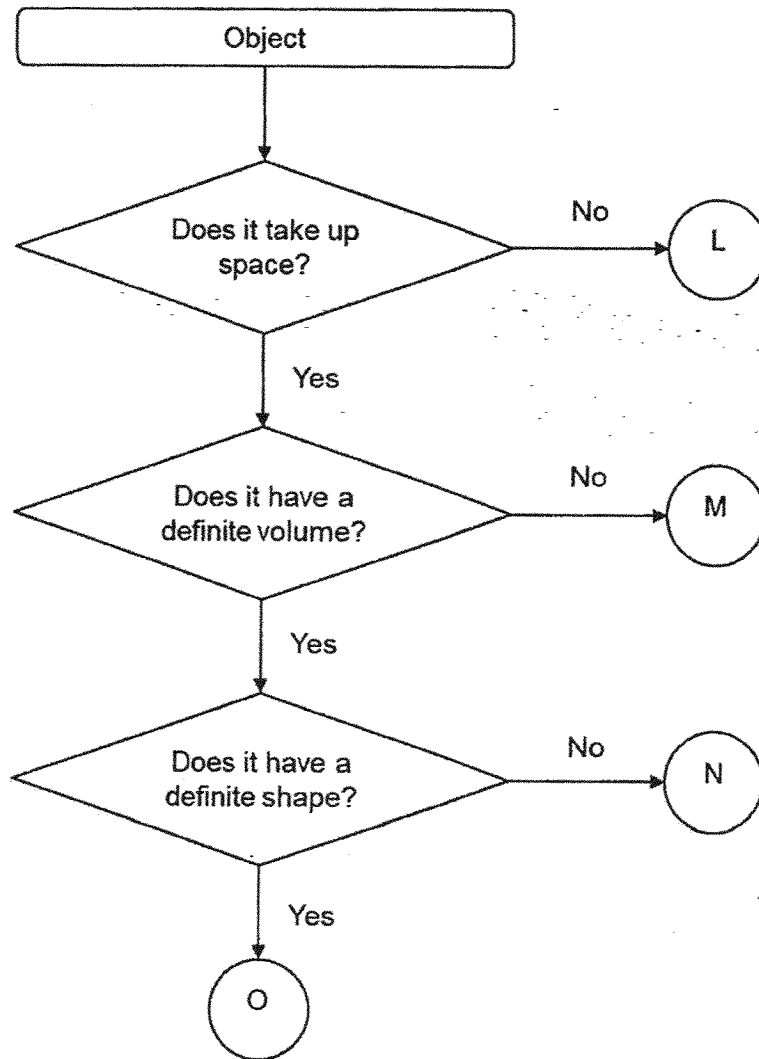 Object
Does it take up
space?
No
L
Yes
Does it have a
definite volume?
No
M
Yes
Does it have a
definite shape?
No
N
Yes
O